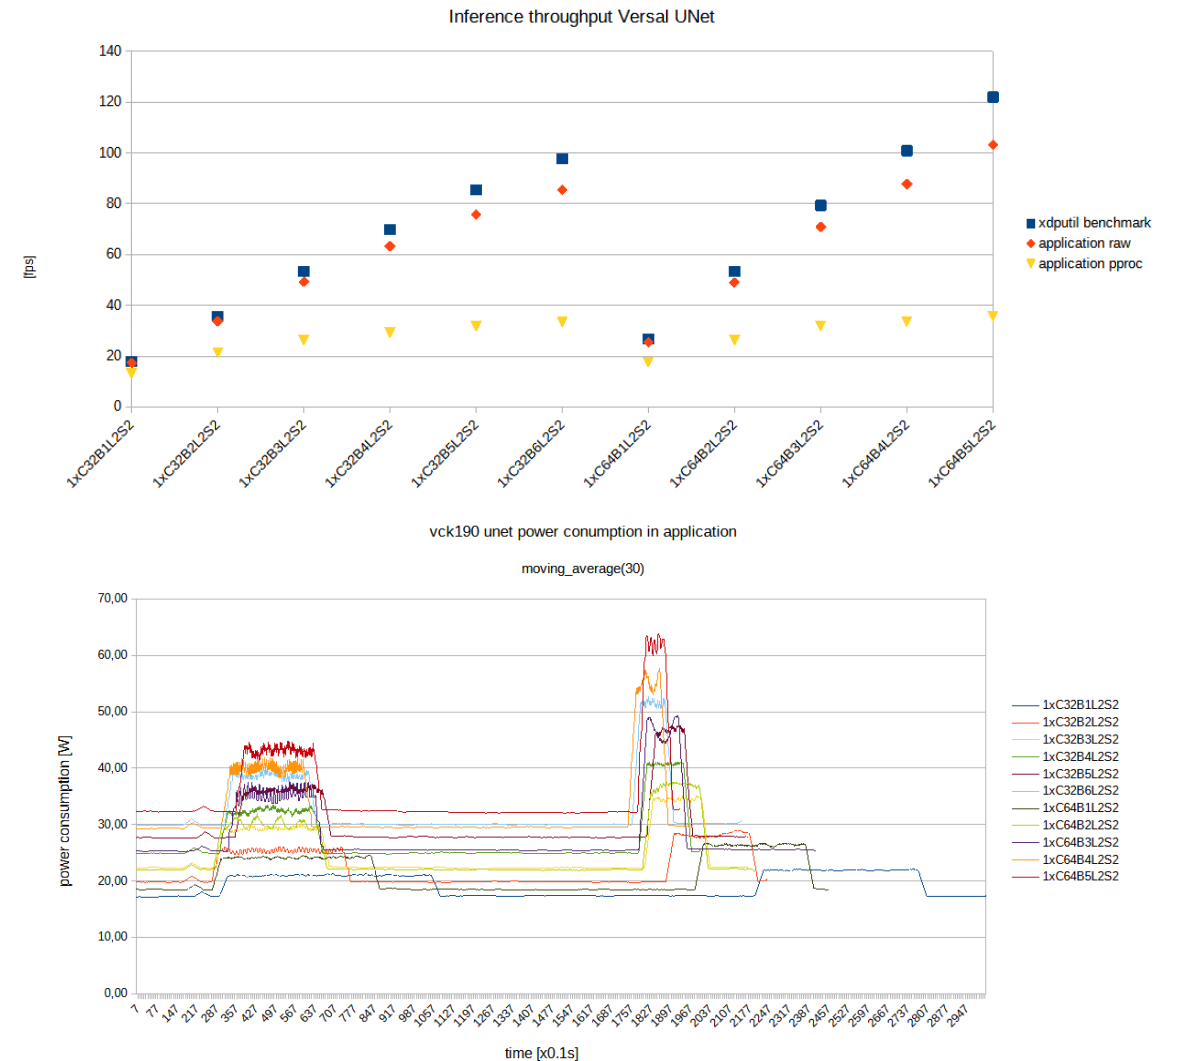 Inference throughput Versal UNet
140
120
100
80
60
40
20
0
[fps]
1xC32B1L2S2
1xC32B2L2S2
1xC32B3L2S2
1xC32B4L2S2
1xC32B5L2S2
1xC32B6L2S2
1xC64B1L2S2
1xC64B2L2S2
1xC64B3L2S2
1xC64B4L2S2
1xC64B5L2S2
xdputil benchmark
application raw
application pproc
vck190 unet power conumption in application
moving_average(30)
70,00
60,00
50,00
40,00
30,00
20,00
10,00
0,00
power consumption [W]
7
77
147
217
287
357
427
497
567
637
707
777
847
917
987
1057
1127
1197
1267
1337
1407
1477
1547
1617
1687
1757
1827
1897
1967
2037
2107
2177
2247
2317
2387
2457
2527
2597
2667
2737
2807
2877
2947
time [x0.1s]
1xC32B1L2S2
1xC32B2L2S2
1xC32B3L2S2
1xC32B4L2S2
1xC32B5L2S2
1xC32B6L2S2
1xC64B1L2S2
1xC64B2L2S2
1xC64B3L2S2
1xC64B4L2S2
1xC64B5L2S2